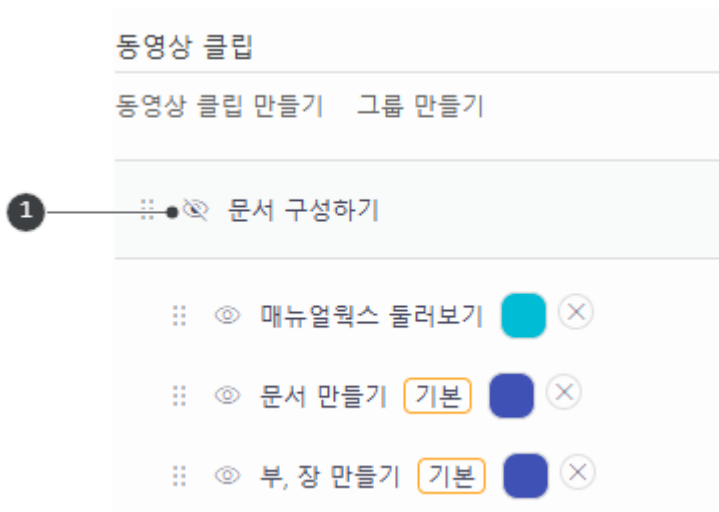 동영상 클립
동영상 클립 만들기 그룹 만들기
1 문서 구성하기
매뉴얼웍스 둘러보기
문서 만들기 기본
부, 장 만들기 기본